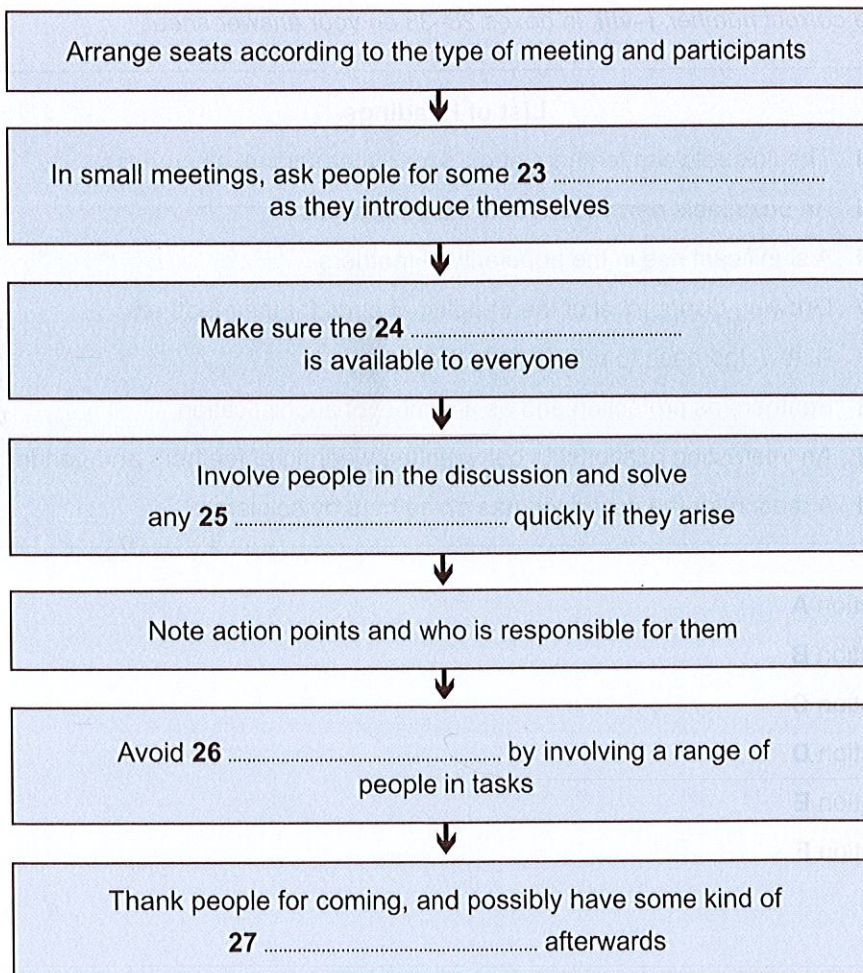 Arrange seats according to the type of meeting and participants
In small meetings, ask people for some 23 ........................................
as they introduce themselves
Make sure the 24 ........................................
is available to everyone
Involve people in the discussion and solve
any 25 ........................................ quickly if they arise
Note action points and who is responsible for them
Avoid 26 ........................................ by involving a range of
people in tasks
Thank people for coming, and possibly have some kind of
27 ........................................ afterwards